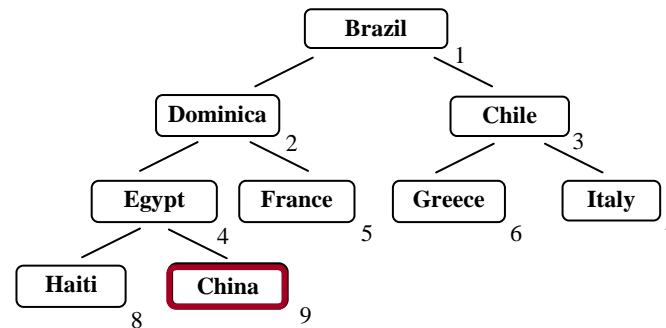 Brazil
1
Dominica
Chile
2
3
Egypt
France
Greece
Italy
4
5
6
Haiti
China
8
9